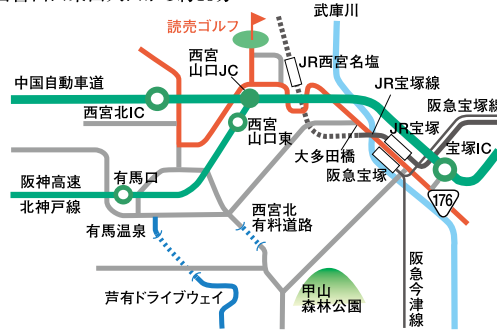 読売ゴルフ
武庫川
西宮
山口JC
JR西宮名塩
中国自動車道
JR宝塚線
阪急宝塚線
西宮北IC
西宮
山口東
JR宝塚
大多田橋
宝塚IC
阪急宝塚
阪神高速
有馬口
北神戸線
176
西宮北
有料道路
有馬温泉
阪急今津線
甲山
森林公園
芦有ドライブウェイ